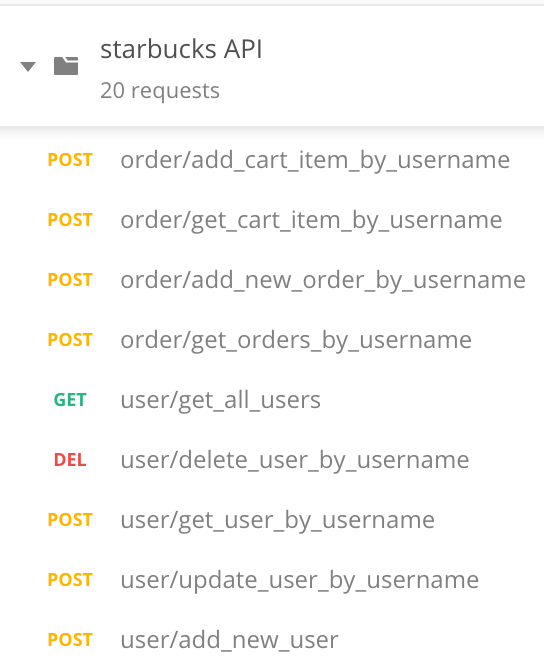 starbucks API
20 requests
POST order/add_cart_item_by_username
POST order/get_cart_item_by_username
POST order/add_new_order_by_username
POST order/get_orders_by_username
GET user/get_all_users
DEL user/delete_user_by_username
POST user/get_user_by_username
POST user/update_user_by_username
POST user/add_new_user